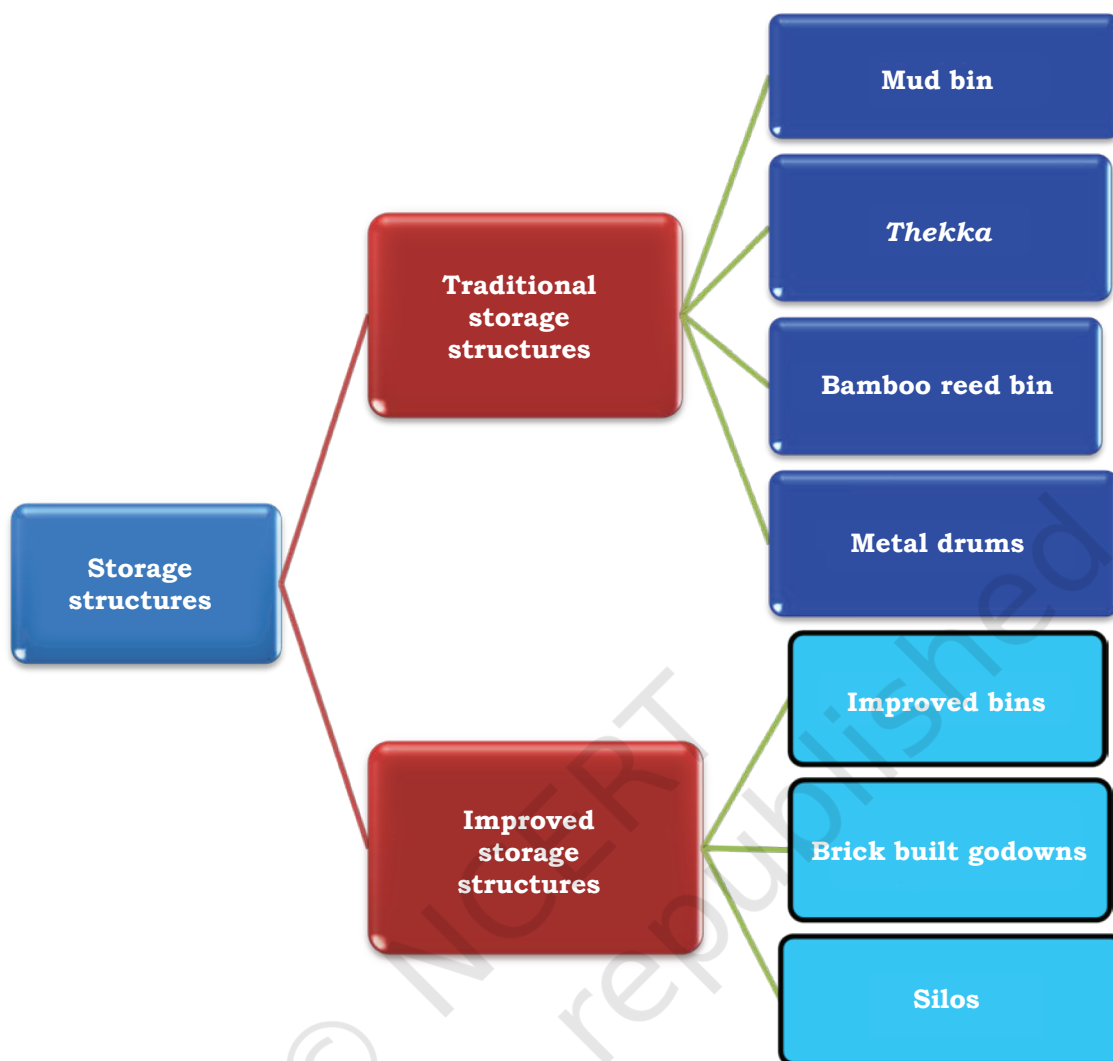 Mud bin
Thekka
Traditional
storage
structures
Bamboo reed bin
Metal drums
Storage
structures
Improved bins
Improved
storage
structures
Brick built godowns
Silos
© NCERT
republished